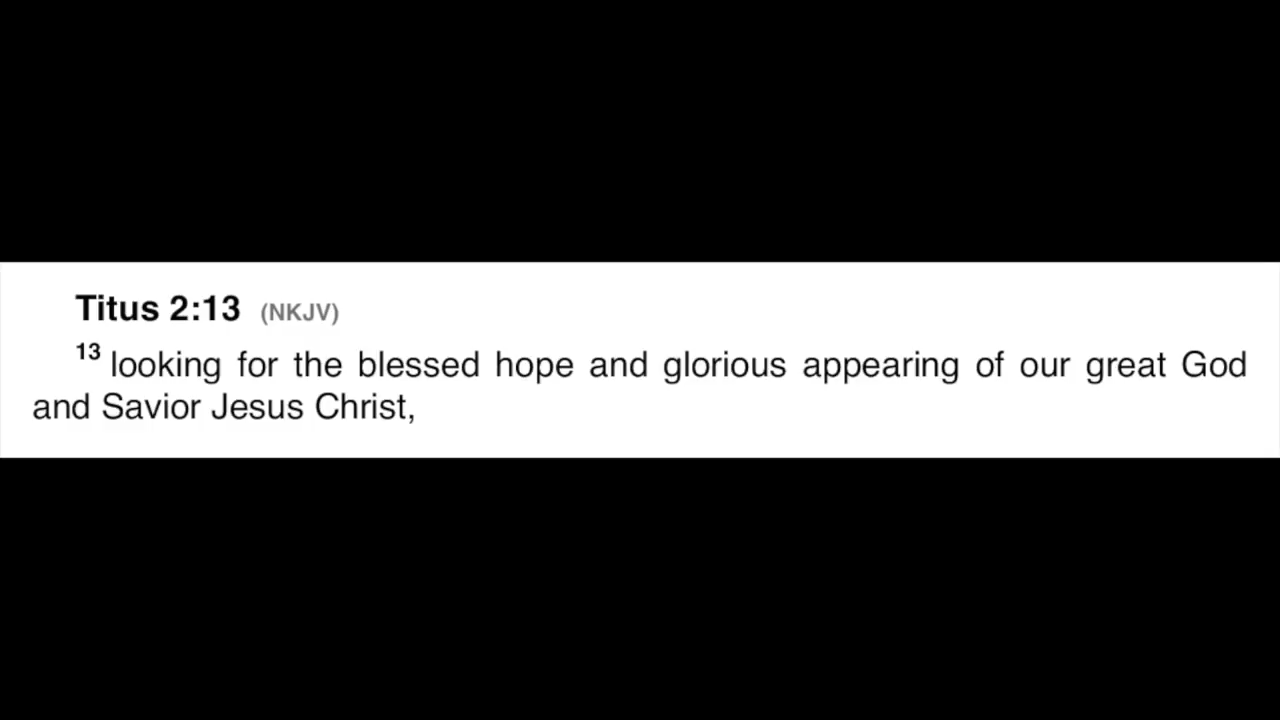 Titus 2:13 (NKJV)
13 looking for the blessed hope and glorious appearing of our great God
and Savior Jesus Christ,